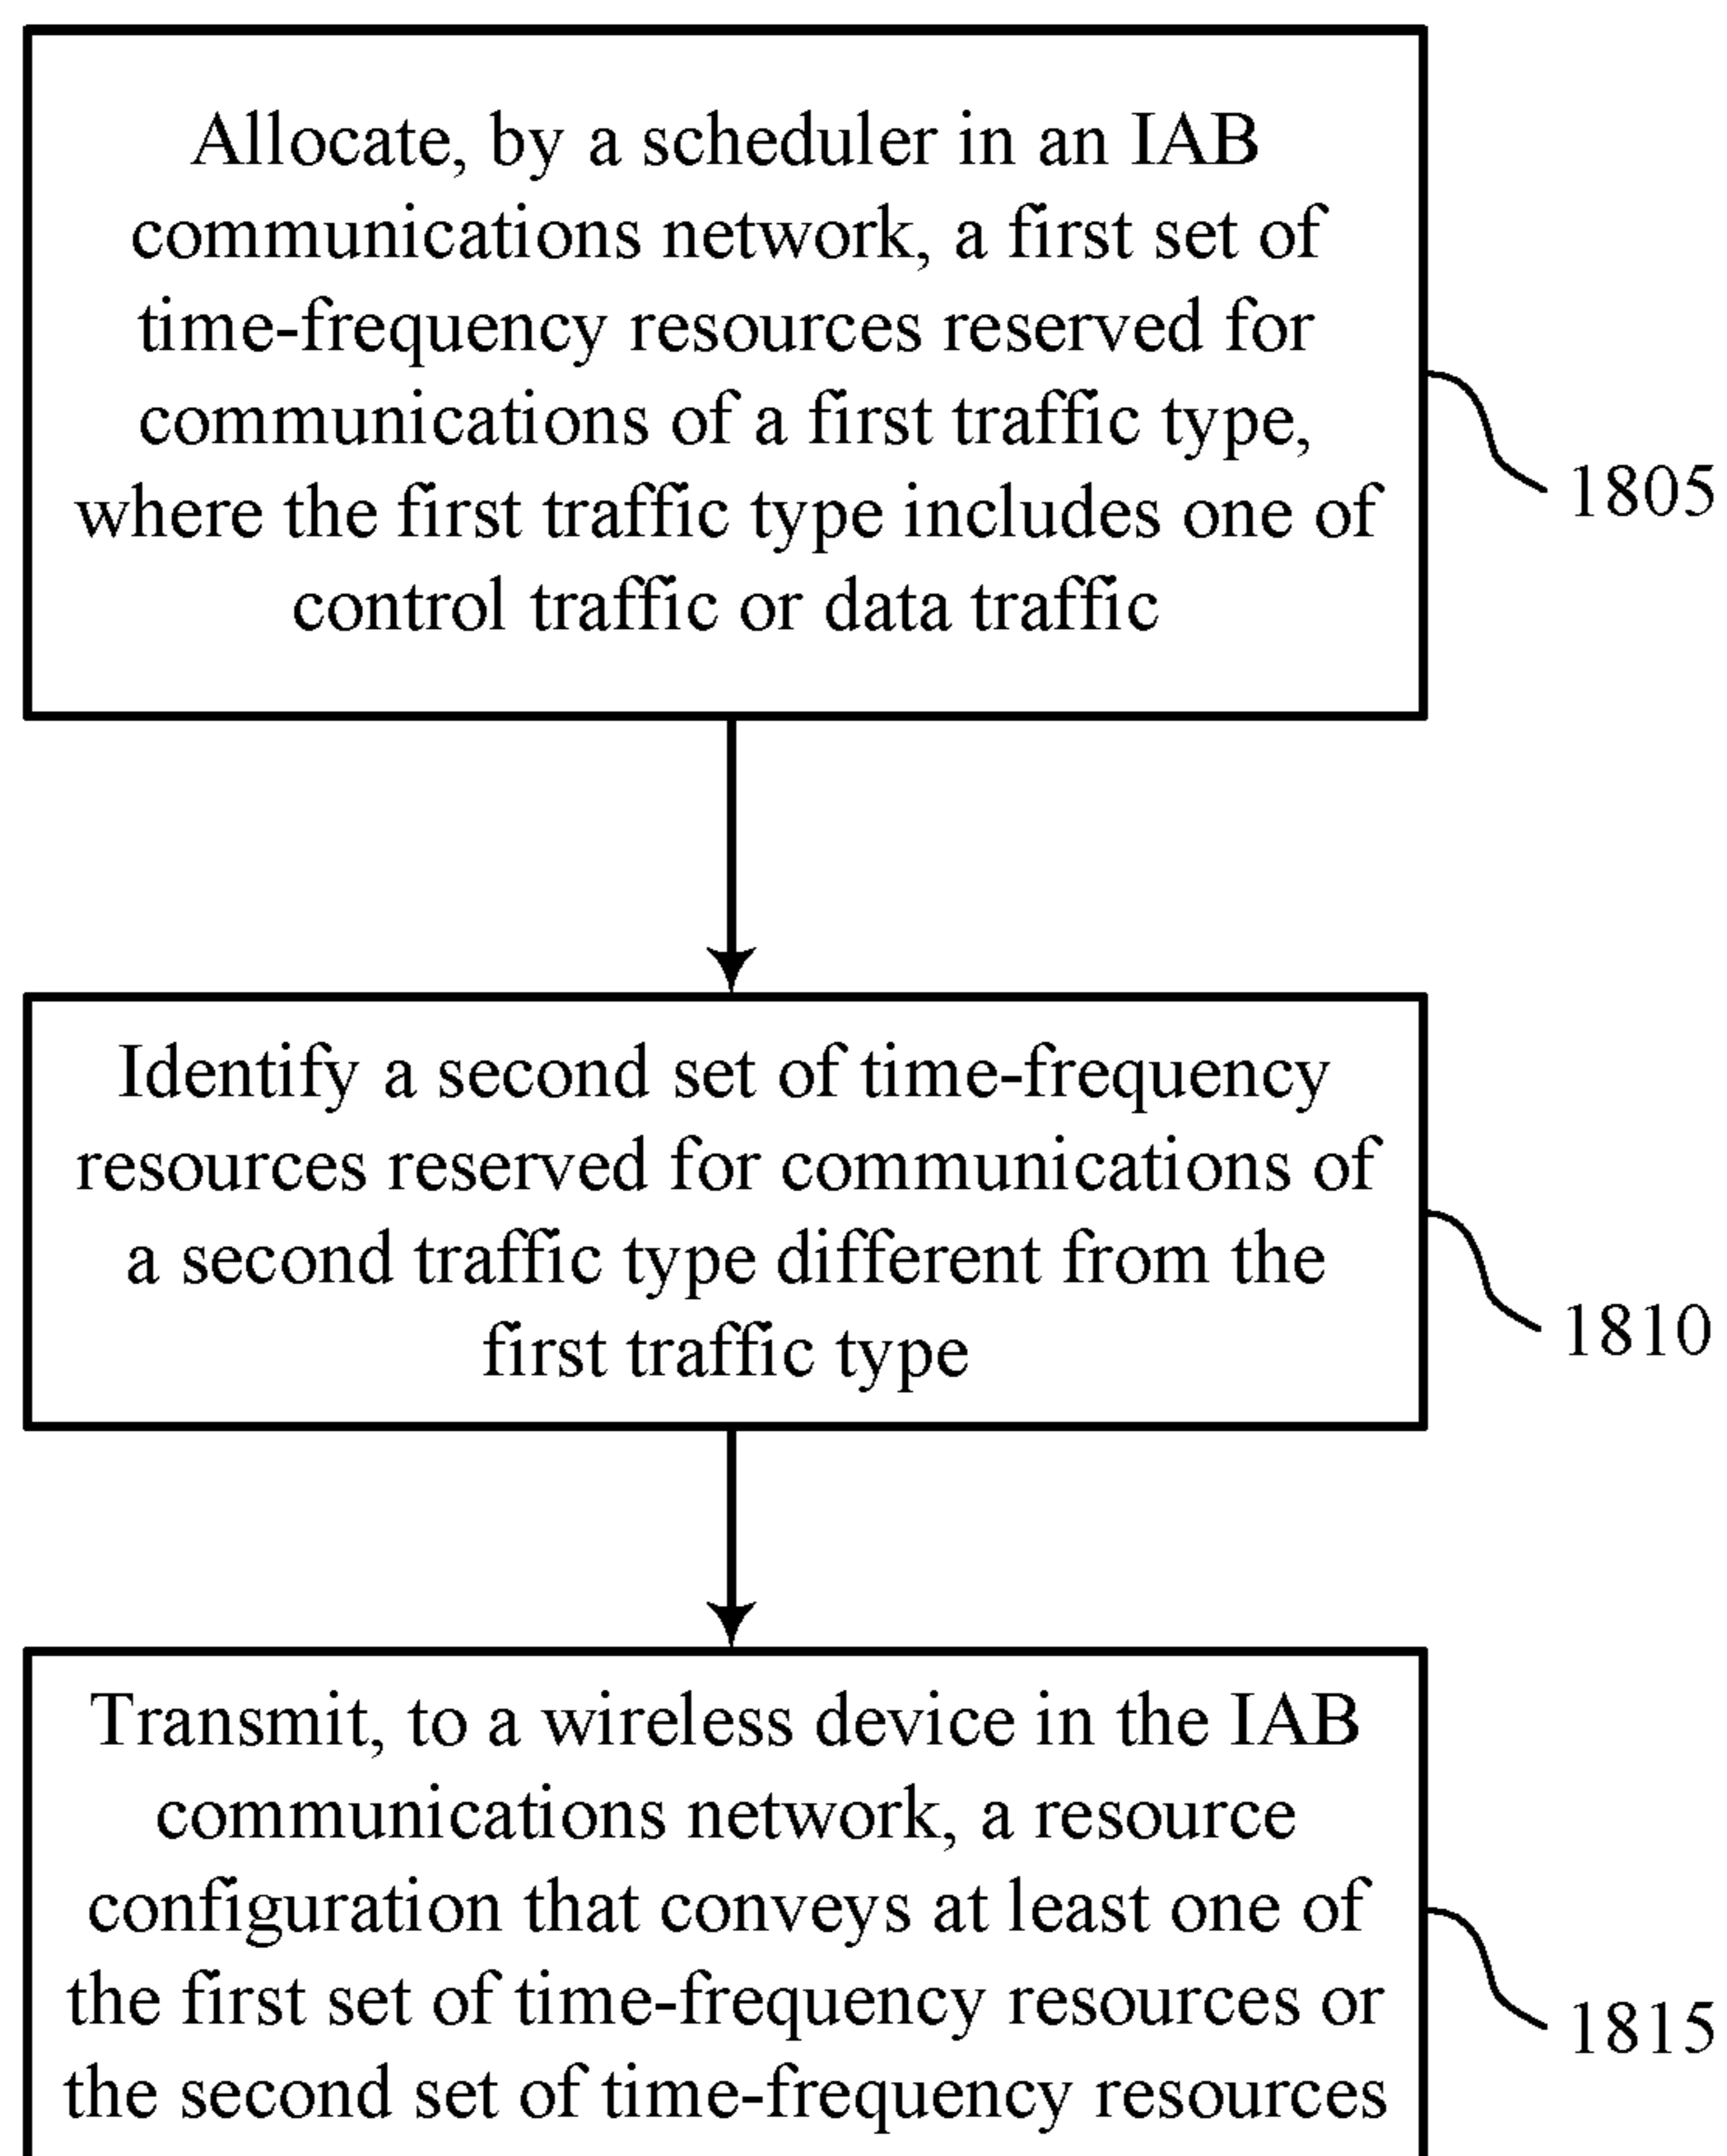 Allocate, by a scheduler in an IAB
communications network, a first set of
time-frequency resources reserved for
communications of a first traffic type,
where the first traffic type includes one of
control traffic or data traffic
1805
Identify a second set of time-frequency
resources reserved for communications of
a second traffic type different from the
first traffic type
1810
Transmit, to a wireless device in the IAB
communications network, a resource
configuration that conveys at least one of
the first set of time-frequency resources or
the second set of time-frequency resources
1815